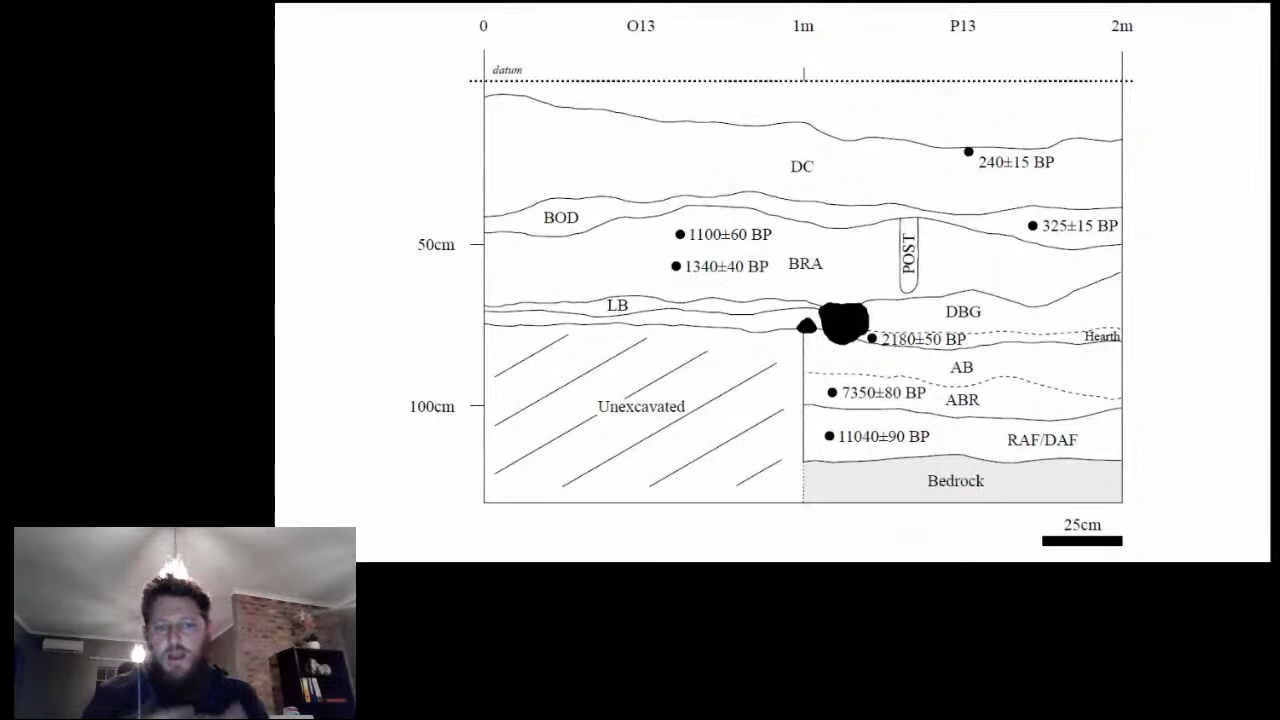 0 O13 1m P13 2m
datum
240±15 BP
DC
BOD
325±15 BP
1100±60 BP
50cm
POST
1340±40 BP BRA
LB
DBG
2180±50 BP
Hearth
AB
7350±80 BP
ABR
100cm
Unexcavated
11040±90 BP
RAF/DAF
Bedrock
25cm